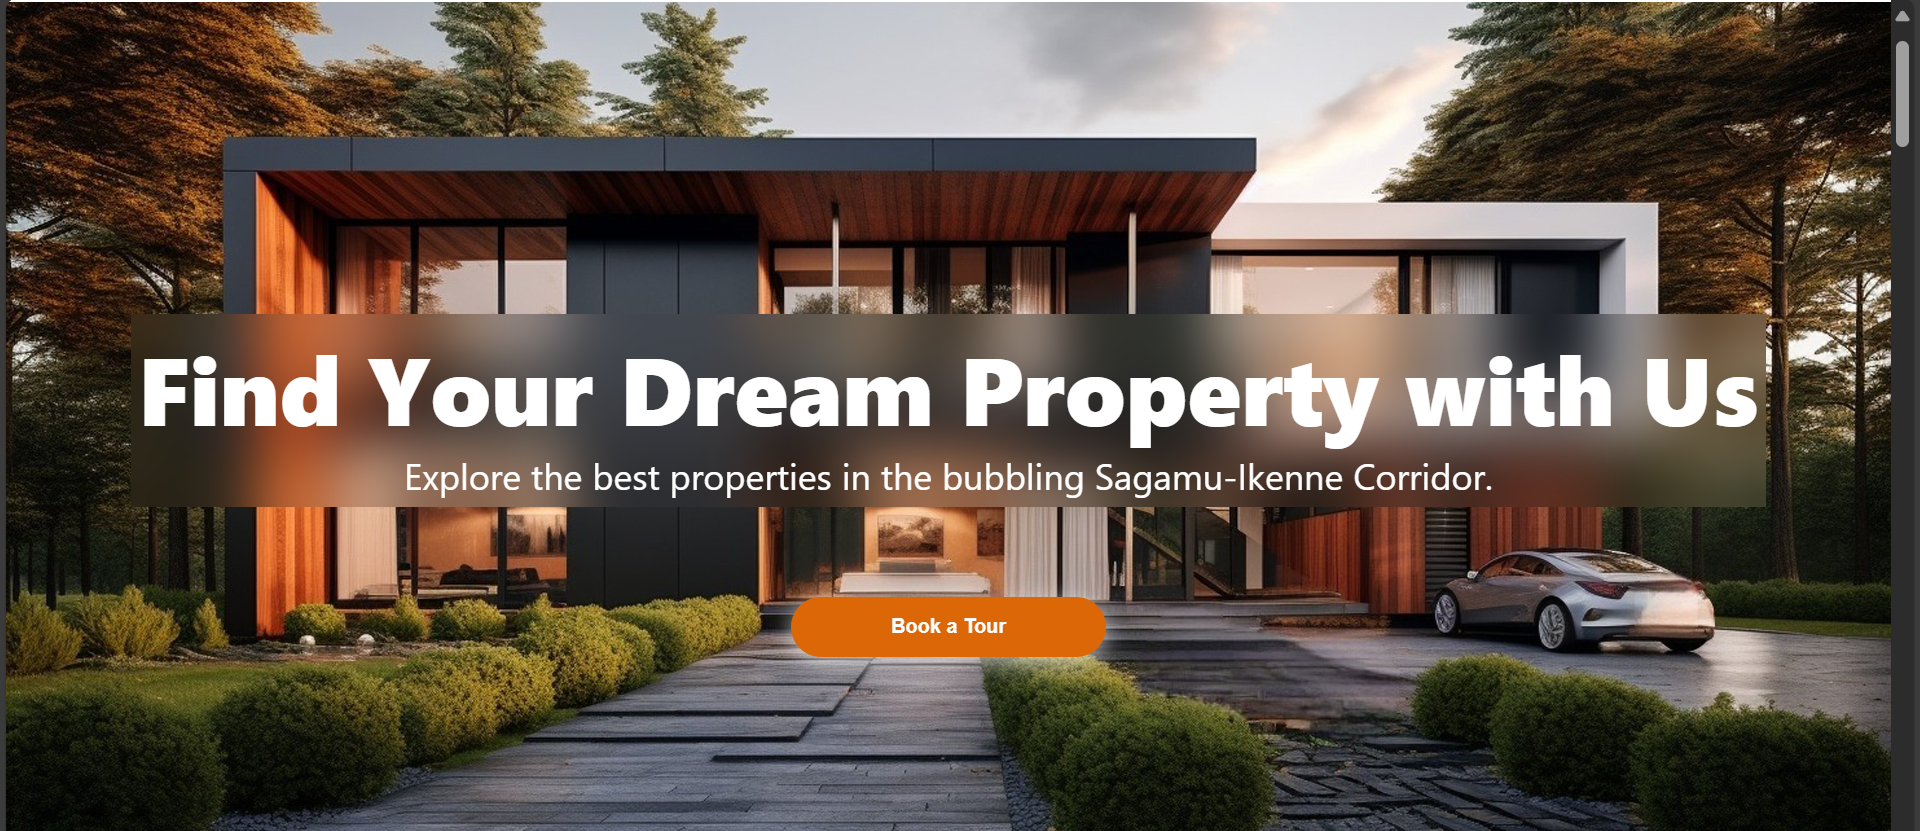 Find Your Dream Property with Us
Explore the best properties in the bubbling Sagamu-Ikenne Corridor.
Book a Tour